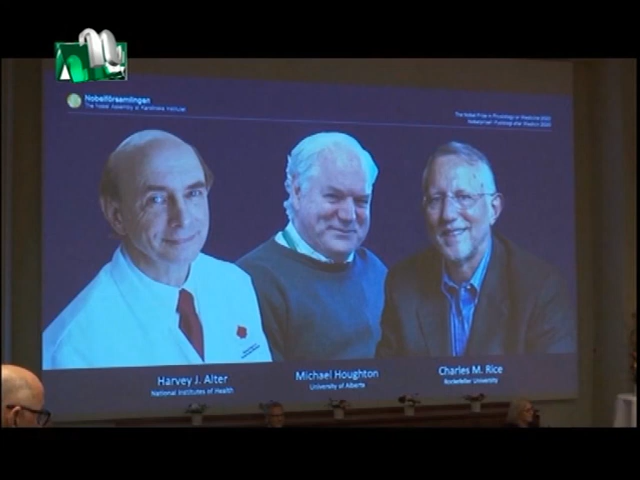 Nobelförsamlingen
The Nobel Assembly at Karolinska Institutet
The Nobel Prize in Physiology or Medicine 2020
Nobelpriset i fysiologi eller medicin 2020
Harvey J. Alter
National Institutes of Health
Michael Houghton
University of Alberta
Charles M. Rice
Rockefeller University